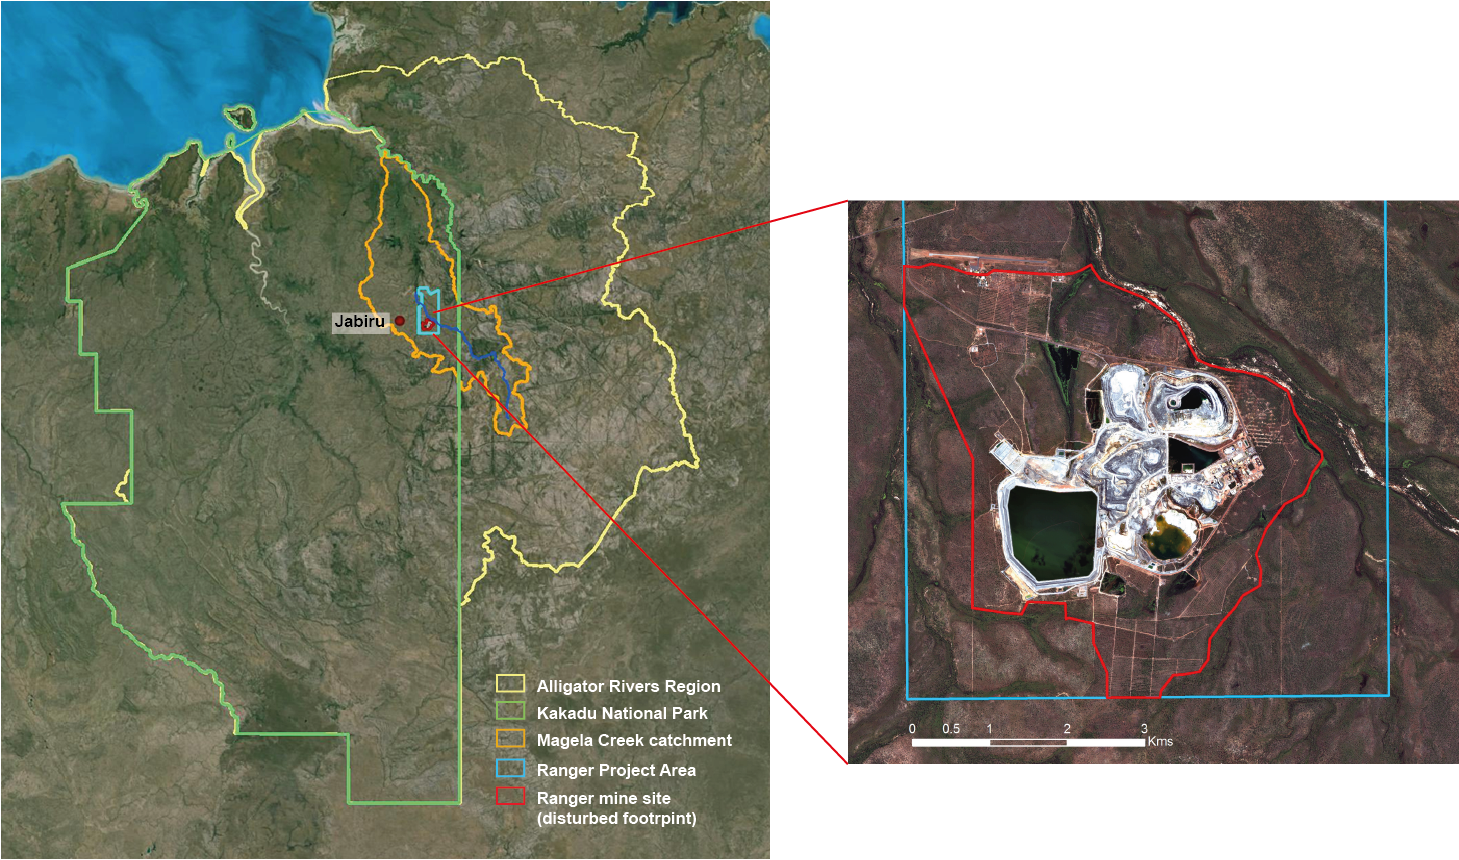 Jabiru
Alligator Rivers Region
Kakadu National Park
Magela Creek catchment
Ranger Project Area
Ranger mine site
(disturbed footrpint)
0 0.5 1 2 3
Kms